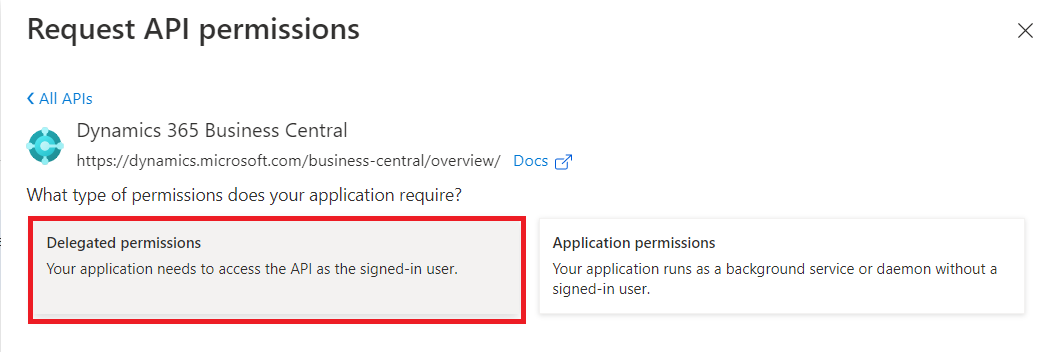 Request API permissions
All APIs
Dynamics 365 Business Central
https://dynamics.microsoft.com/business-central/overview/ Docs
What type of permissions does your application require?
Delegated permissions
Your application needs to access the API as the signed-in user.
Application permissions
Your application runs as a background service or daemon without a
signed-in user.